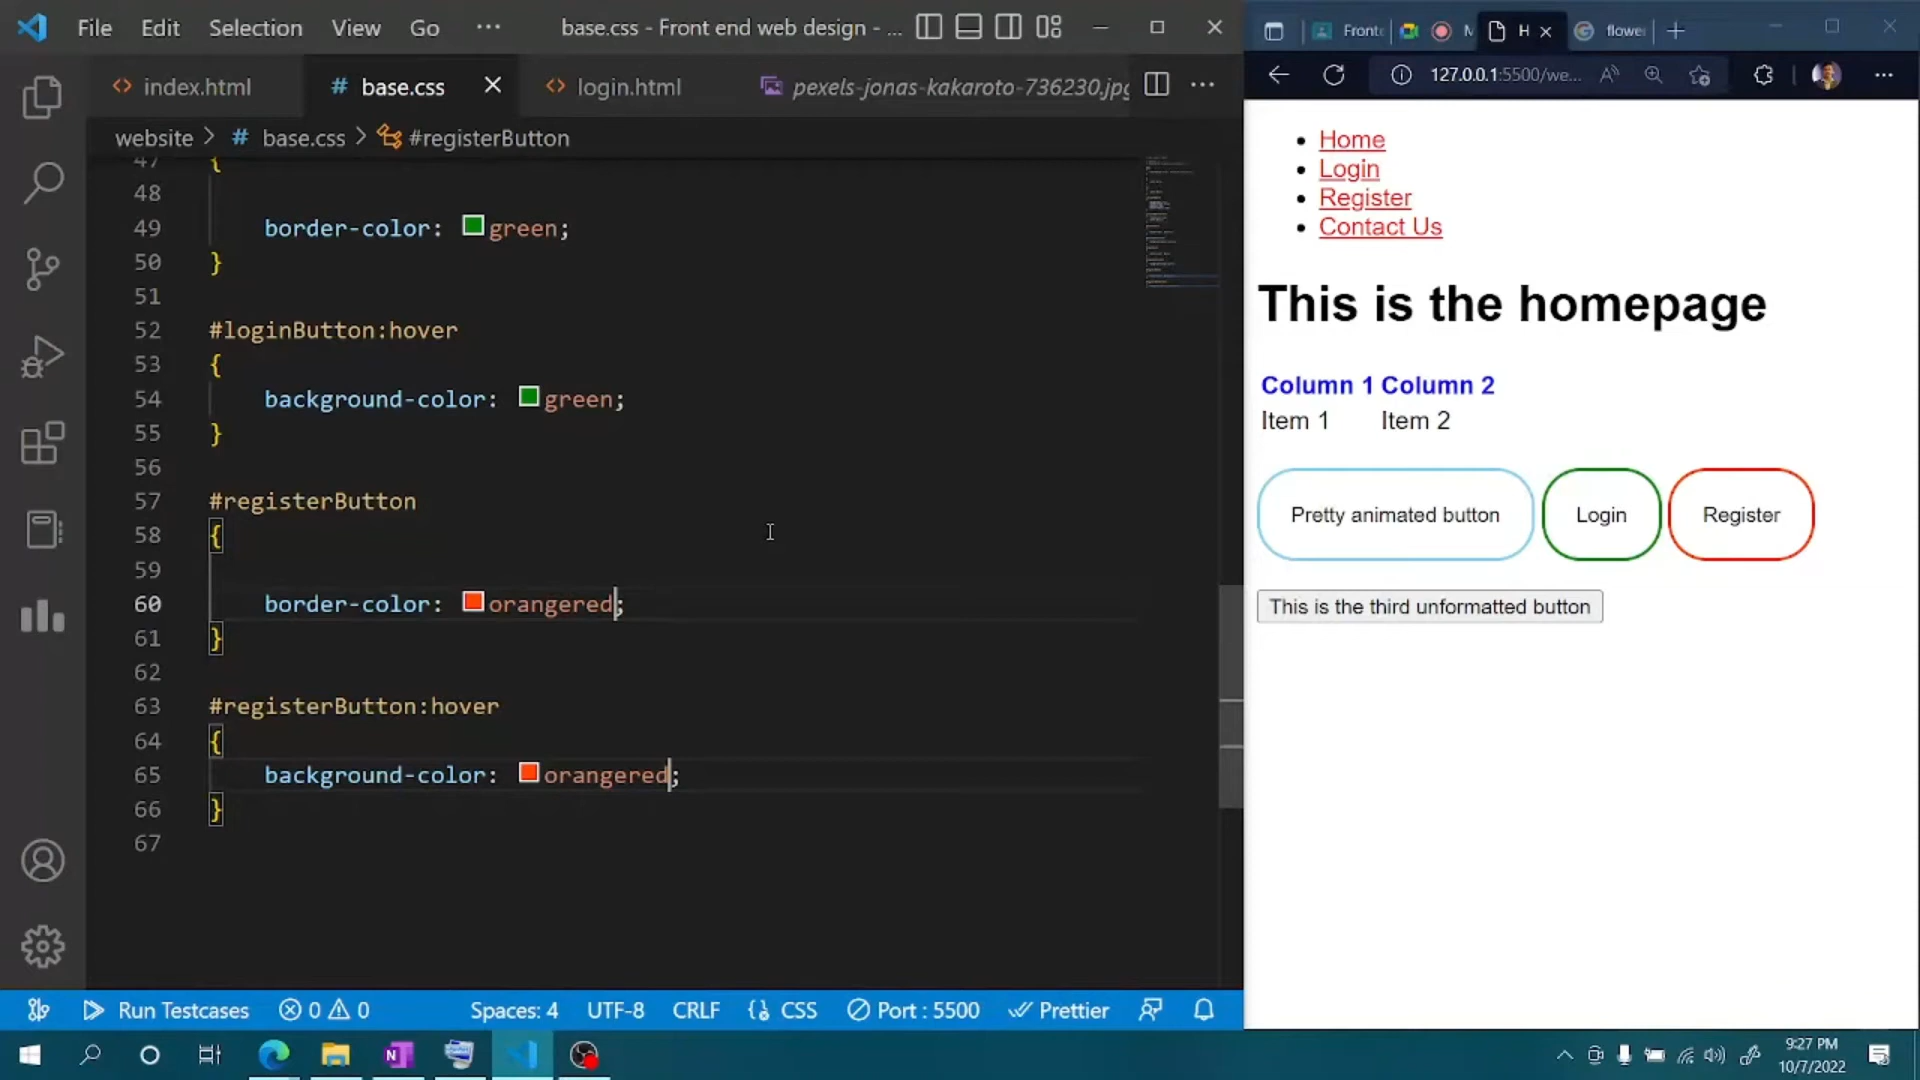 File Edit Selection View Go ··· base.css - Front end web design - ...
index.html # base.css login.html pexels-jonas-kakaroto-736230.jpg
website > # base.css > #registerButton
47 {
48
49 border-color: green;
50 }
51
52 #loginButton:hover
53 {
54 background-color: green;
55 }
56
57 #registerButton
58 {
59
60 border-color: orangered;
61 }
62
63 #registerButton:hover
64 {
65 background-color: orangered;
66 }
67
Run Testcases 0 0 Spaces: 4 UTF-8 CRLF CSS Port : 5500 Prettier
Fronte M H flower
127.0.0.1:5500/we...
Home
Login
Register
Contact Us
This is the homepage
Column 1 Column 2
Item 1 Item 2
Pretty animated button Login Register
This is the third unformatted button
9:27 PM
10/7/2022